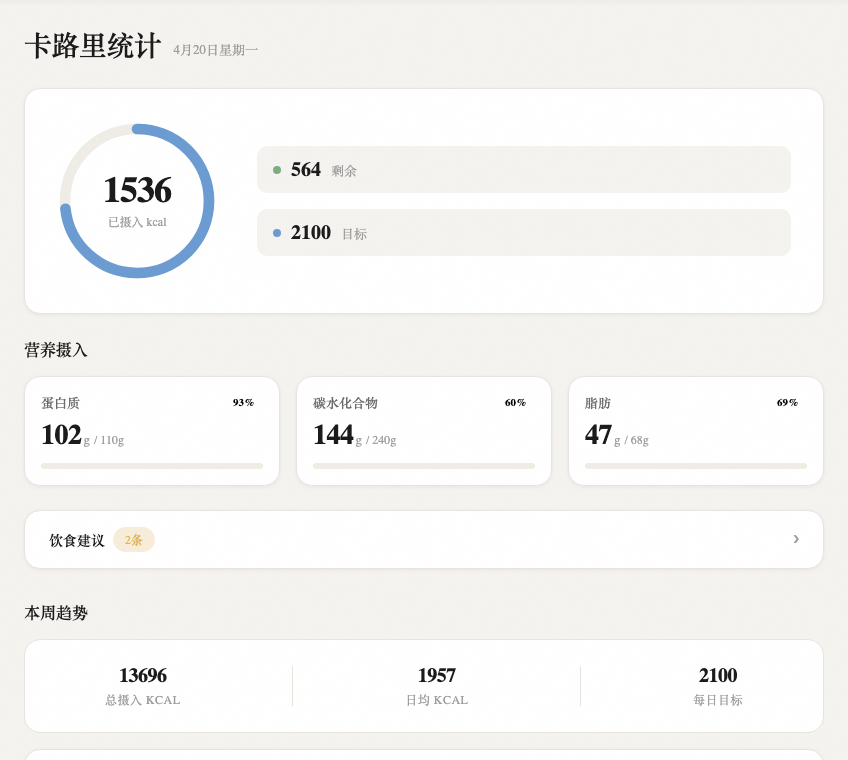 卡路里统计 4月20日星期一
1536
已摄入 kcal
564 剩余
2100 目标
营养摄入
蛋白质 93%
102g / 110g
碳水化合物 60%
144g / 240g
脂肪 69%
47g / 68g
饮食建议 2条 ›
本周趋势
13696
总摄入 KCAL
1957
日均 KCAL
2100
每日目标